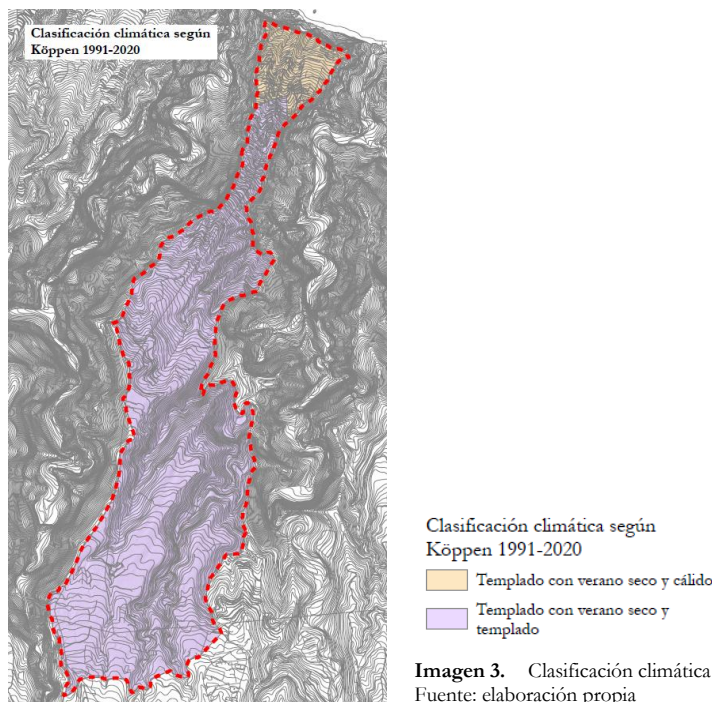 Clasificación climática según
Köppen 1991-2020
Clasificación climática según
Köppen 1991-2020
Templado con verano seco y cálido
Templado con verano seco y
templado
Imagen 3. Clasificación climática
Fuente: elaboración propia